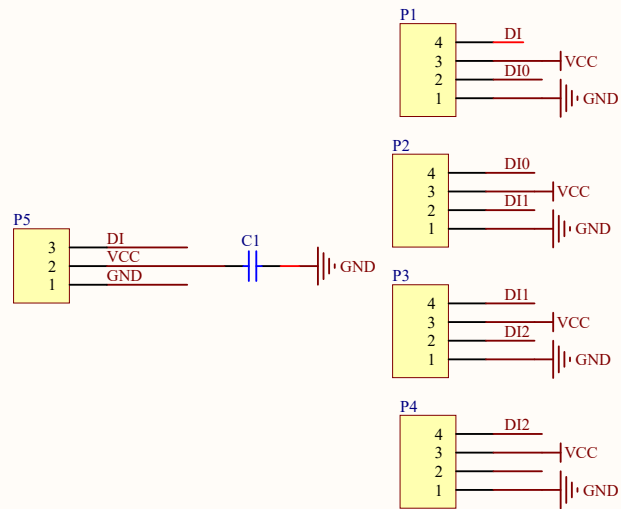 P1
4 DI
3 VCC
2 DI0
1 GND
P2
4 DI0
3 VCC
2 DI1
1 GND
P5
3 DI
2 VCC
1 GND
C1
GND
P3
4 DI1
3 VCC
2 DI2
1 GND
P4
4 DI2
3 VCC
2
1 GND